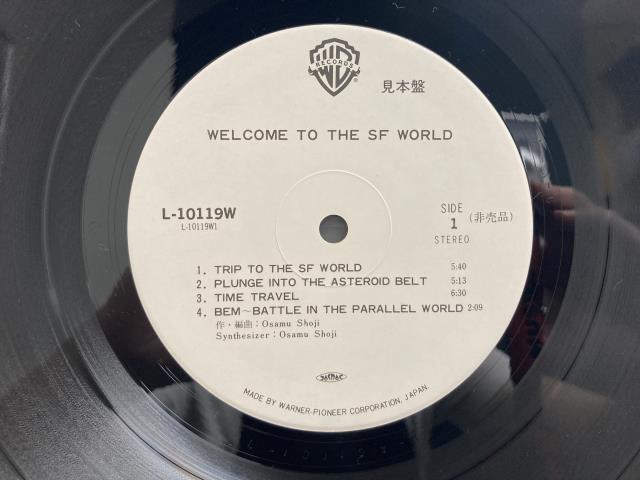 WB
RECORDS
®
見本盤
WELCOME TO THE SF WORLD
L-10119W
L-10119W1
SIDE
1
(非売品)
STEREO
1. TRIP TO THE SF WORLD 5:40
2. PLUNGE INTO THE ASTEROID BELT 5:13
3. TIME TRAVEL 6:30
4. BEM~BATTLE IN THE PARALLEL WORLD 2:09
作・編曲：Osamu Shoji
Synthesizer：Osamu Shoji
JASRAC
MADE BY WARNER-PIONEER CORPORATION, JAPAN.